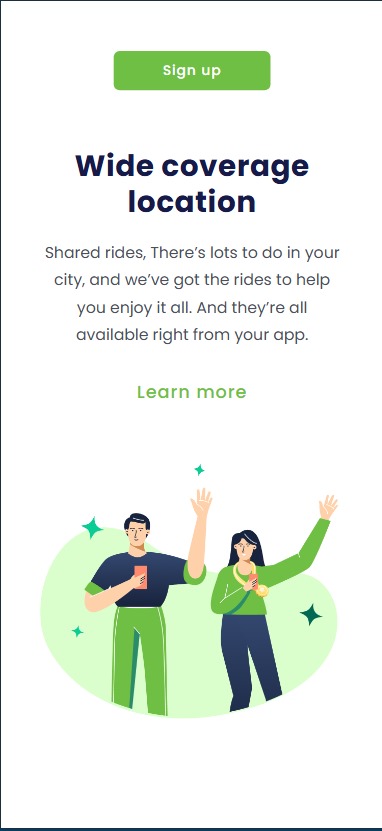 Sign up
Wide coverage
location
Shared rides, There’s lots to do in your
city, and we’ve got the rides to help
you enjoy it all. And they’re all
available right from your app.
Learn more